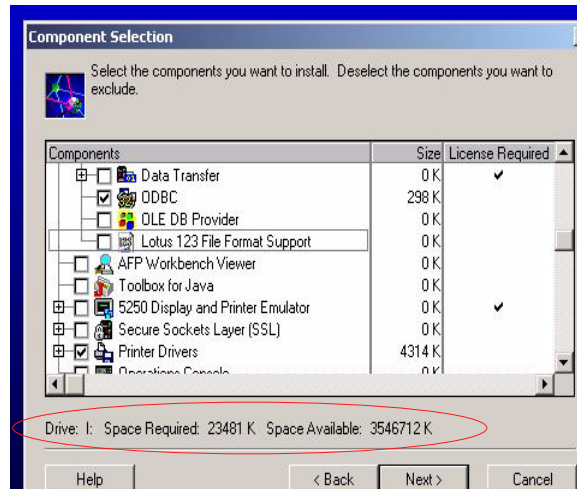 Component Selection
Select the components you want to install. Deselect the components you want to
exclude.
Components Size License Required
Data Transfer 0 K
ODBC 298 K
OLE DB Provider 0 K
Lotus 123 File Format Support 0 K
AFP Workbench Viewer 0 K
Toolbox for Java 0 K
5250 Display and Printer Emulator 0 K
Secure Sockets Layer (SSL) 0 K
Printer Drivers 4314 K
Operations Console 0 K
Drive: I: Space Required: 23481 K Space Available: 3546712 K
Help < Back Next > Cancel